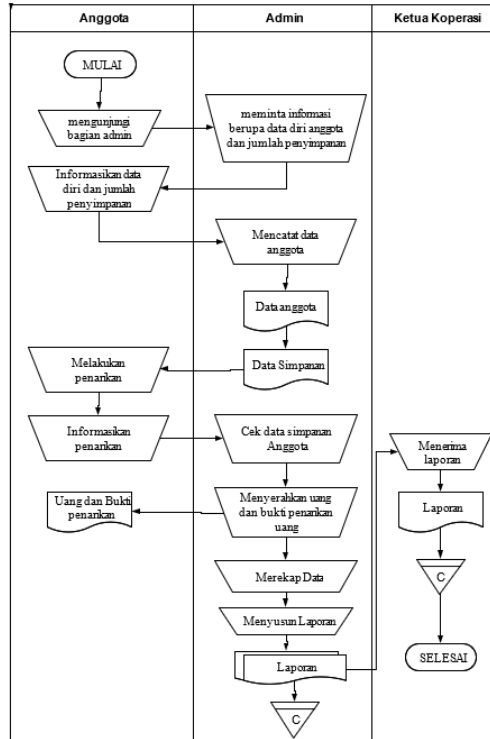 Anggota
Admin
Ketua Koperasi
MULAI
mengunjungi
bagian admin
meminta informasi
berupa data diri anggota
dan jumlah penyimpanan
Informasikan data
diri dan jumlah
penyimpanan
Mencatat data
anggota
Data anggota
Data Simpanan
Melakukan
penarikan
Informasikan
penarikan
Cek data simpanan
Anggota
Menerima
laporan
Uang dan Bukti
penarikan
Menyerahkan uang
dan bukti penarikan
uang
Laporan
Merekap Data
C
Menyusun Laporan
Laporan
SELESAI
C